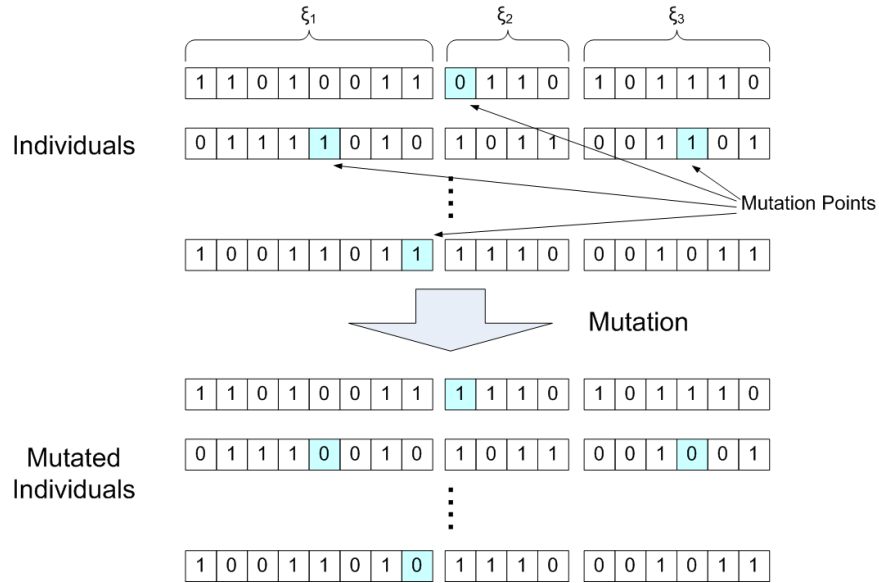 ξ₁ ξ₂ ξ₃
1 1 0 1 0 0 1 1 0 1 1 0 1 0 1 1 1 0
Individuals
0 1 1 1 1 0 1 0 1 0 1 1 0 0 1 1 0 1
Mutation Points
1 0 0 1 1 0 1 1 1 1 1 0 0 0 1 0 1 1
Mutation
1 1 0 1 0 0 1 1 1 1 1 0 1 0 1 1 1 0
0 1 1 1 0 0 1 0 1 0 1 1 0 0 1 0 0 1
Mutated
Individuals
1 0 0 1 1 0 1 0 1 1 1 0 0 0 1 0 1 1